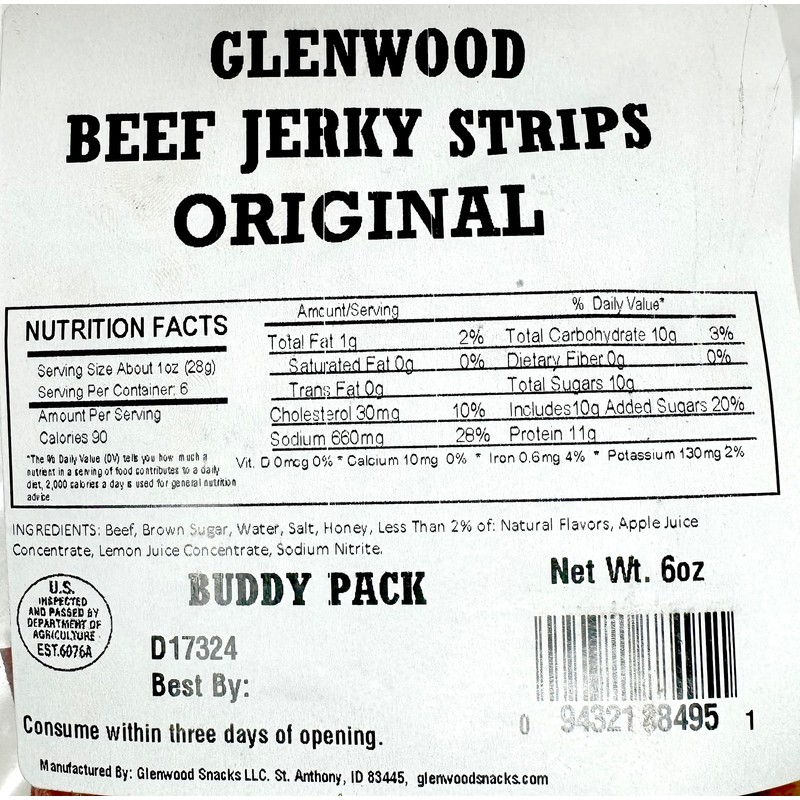 GLENWOOD
BEEF JERKY STRIPS
ORIGINAL
NUTRITION FACTS
Serving Size About 1oz (28g)
Serving Per Container: 6
Amount Per Serving
Calories 90
*The % Daily Value (DV) tells you how much a
nutrient in a serving of food contributes to a daily
diet, 2,000 calories a day is used for general nutrition
advice
Amount/Serving % Daily Value*
Total Fat 1g 2% Total Carbohydrate 10g 3%
Saturated Fat 0g 0% Dietary Fiber 0g 0%
Trans Fat 0g Total Sugars 10g
Cholesterol 30mg 10% Includes 10g Added Sugars 20%
Sodium 660mg 28% Protein 11g
Vit. D 0mcg 0% * Calcium 10mg 0% * Iron 0.6mg 4% * Potassium 130mg 2%
INGREDIENTS: Beef, Brown Sugar, Water, Salt, Honey, Less Than 2% of: Natural Flavors, Apple Juice
Concentrate, Lemon Juice Concentrate, Sodium Nitrite.
U.S.
INSPECTED
AND PASSED BY
DEPARTMENT OF
AGRICULTURE
EST.6076A
BUDDY PACK
Net Wt. 6oz
D17324
Best By:
0 94321 28495 1
Consume within three days of opening.
Manufactured By: Glenwood Snacks LLC. St. Anthony, ID 83445, glenwoodsnacks.com